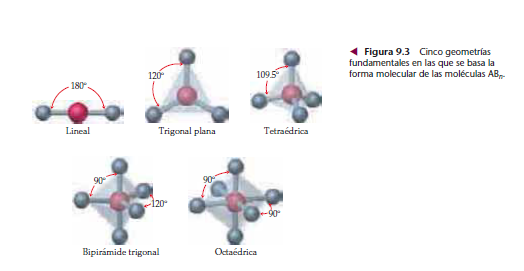 ◀ Figura 9.3 Cinco geometrías
fundamentales en las que se basa la
forma molecular de las moléculas ABn.
180°
120°
109.5°
Lineal
Trigonal plana
Tetraédrica
90°
120°
90°
90°
Bipirámide trigonal
Octaédrica